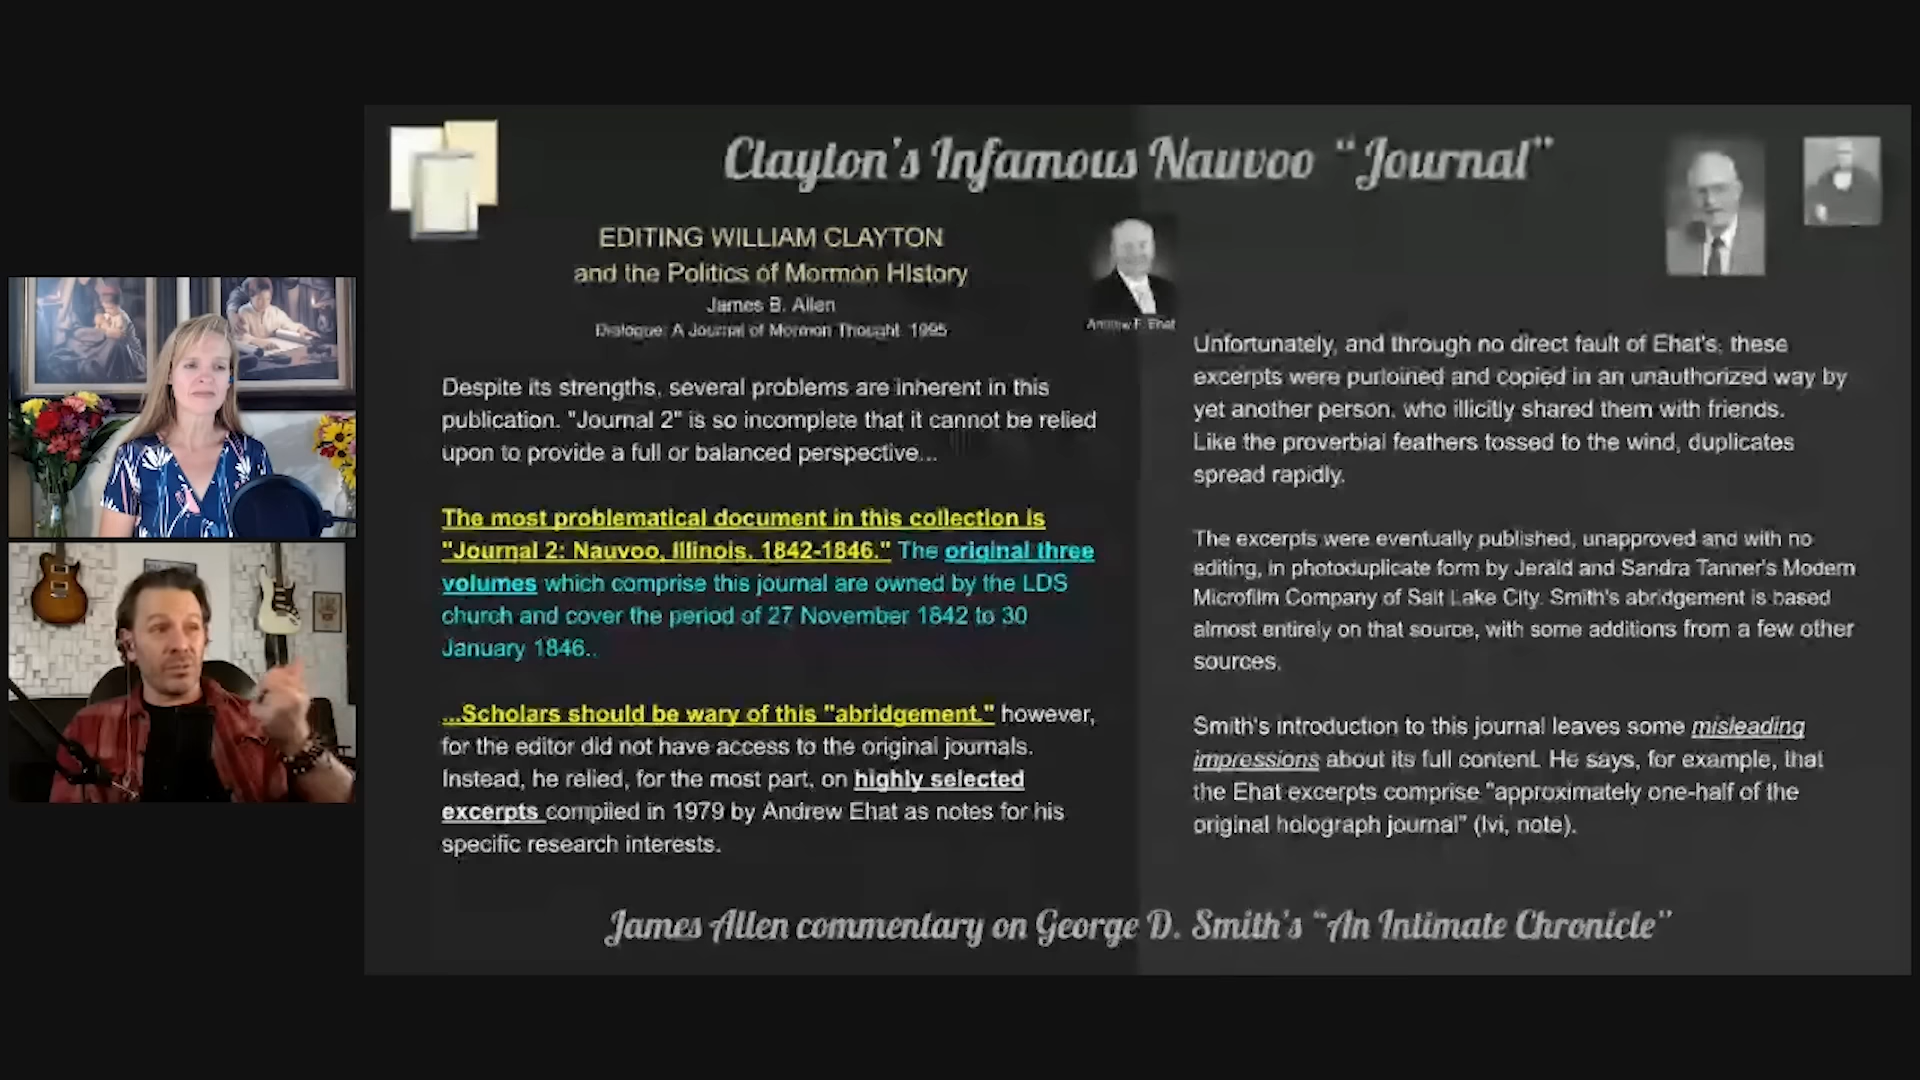 Clayton's Infamous Nauvoo "Journal"
EDITING WILLIAM CLAYTON
and the Politics of Mormon HIstory
James B. Allen
Dialogue: A Journal of Mormon Thought. 1995
Despite its strengths, several problems are inherent in this
publication. "Journal 2" is so incomplete that it cannot be relied
upon to provide a full or balanced perspective...
The most problematical document in this collection is
"Journal 2: Nauvoo, Illinois. 1842-1846." The original three
volumes which comprise this journal are owned by the LDS
church and cover the period of 27 November 1842 to 30
January 1846..
...Scholars should be wary of this "abridgement." however,
for the editor did not have access to the original journals.
Instead, he relied, for the most part, on highly selected
excerpts compiled in 1979 by Andrew Ehat as notes for his
specific research interests.
Andrew F. Ehat
Unfortunately, and through no direct fault of Ehat's, these
excerpts were purloined and copied in an unauthorized way by
yet another person, who illicitly shared them with friends.
Like the proverbial feathers tossed to the wind, duplicates
spread rapidly.
The excerpts were eventually published, unapproved and with no
editing, in photoduplicate form by Jerald and Sandra Tanner's Modern
Microfilm Company of Salt Lake City. Smith's abridgement is based
almost entirely on that source, with some additions from a few other
sources.
Smith's introduction to this journal leaves some misleading
impressions about its full content. He says, for example, that
the Ehat excerpts comprise "approximately one-half of the
original holograph journal" (lvi, note).
James Allen commentary on George D. Smith's "An Intimate Chronicle"